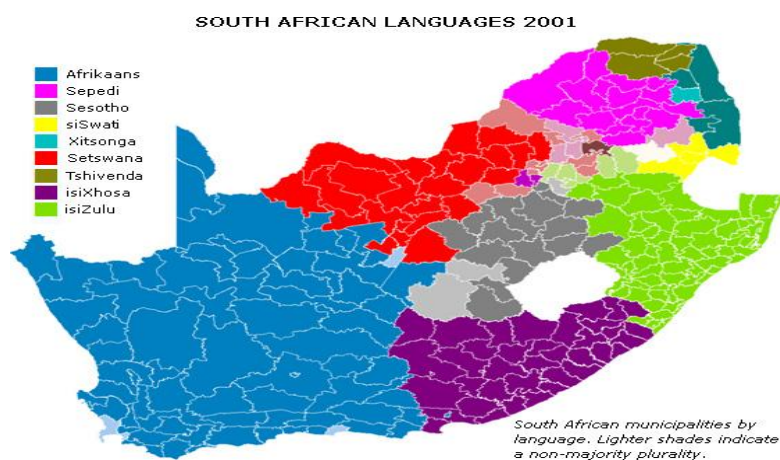 SOUTH AFRICAN LANGUAGES 2001
Afrikaans
Sepedi
Sesotho
siSwati
Xitsonga
Setswana
Tshivenda
isiXhosa
isiZulu
South African municipalities by
language. Lighter shades indicate
a non-majority plurality.